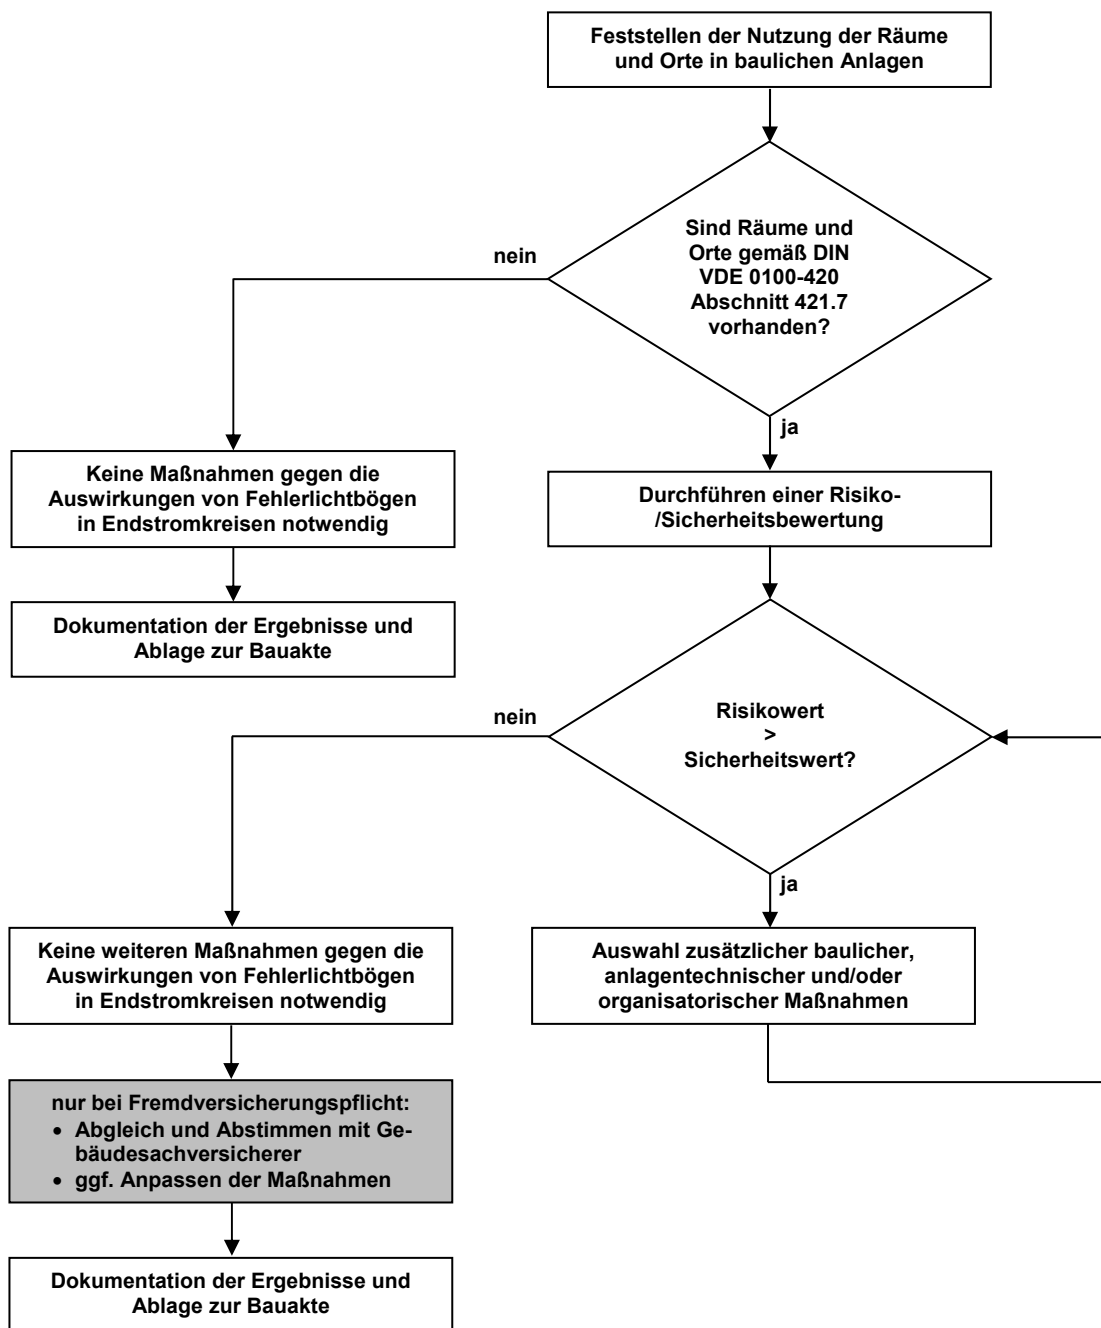 Feststellen der Nutzung der Räume
und Orte in baulichen Anlagen
Sind Räume und
Orte gemäß DIN
VDE 0100-420
Abschnitt 421.7
vorhanden?
nein
ja
Keine Maßnahmen gegen die
Auswirkungen von Fehlerlichtbögen
in Endstromkreisen notwendig
Durchführen einer Risiko-
/Sicherheitsbewertung
Dokumentation der Ergebnisse und
Ablage zur Bauakte
Risikowert
>
Sicherheitswert?
nein
ja
Keine weiteren Maßnahmen gegen die
Auswirkungen von Fehlerlichtbögen
in Endstromkreisen notwendig
Auswahl zusätzlicher baulicher,
anlagentechnischer und/oder
organisatorischer Maßnahmen
nur bei Fremdversicherungspflicht:
• Abgleich und Abstimmen mit Ge-
bäudesachversicherer
• ggf. Anpassen der Maßnahmen
Dokumentation der Ergebnisse und
Ablage zur Bauakte